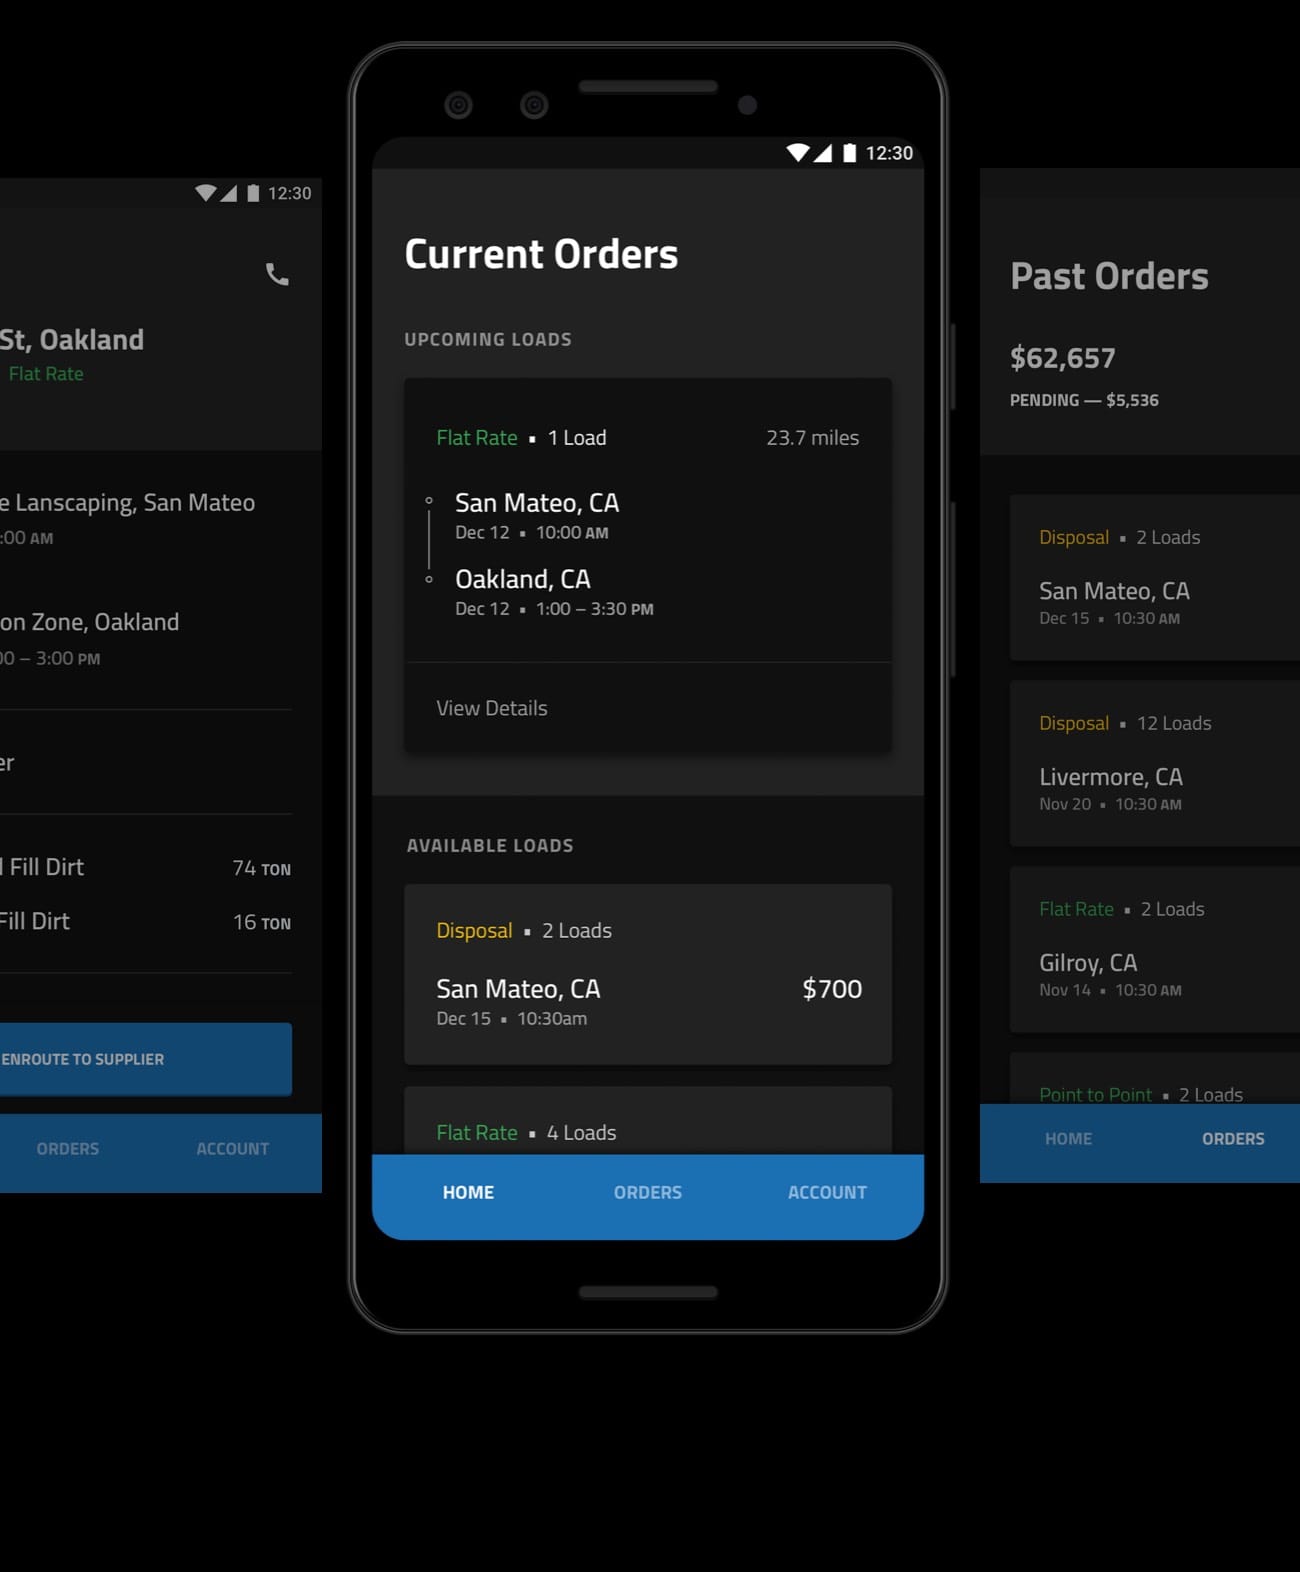 12:30
St, Oakland
Flat Rate
e Lanscaping, San Mateo
:00 AM
on Zone, Oakland
00 – 3:00 PM
er
l Fill Dirt 74 TON
Fill Dirt 16 TON
ENROUTE TO SUPPLIER
ORDERS ACCOUNT
12:30
Current Orders
UPCOMING LOADS
Flat Rate ▪ 1 Load 23.7 miles
San Mateo, CA
Dec 12 ▪ 10:00 AM
Oakland, CA
Dec 12 ▪ 1:00 – 3:30 PM
View Details
AVAILABLE LOADS
Disposal ▪ 2 Loads
San Mateo, CA $700
Dec 15 ▪ 10:30am
Flat Rate ▪ 4 Loads
HOME ORDERS ACCOUNT
Past Orders
$62,657
PENDING — $5,536
Disposal ▪ 2 Loads
San Mateo, CA
Dec 15 ▪ 10:30 AM
Disposal ▪ 12 Loads
Livermore, CA
Nov 20 ▪ 10:30 AM
Flat Rate ▪ 2 Loads
Gilroy, CA
Nov 14 ▪ 10:30 AM
Point to Point ▪ 2 Loads
HOME ORDERS